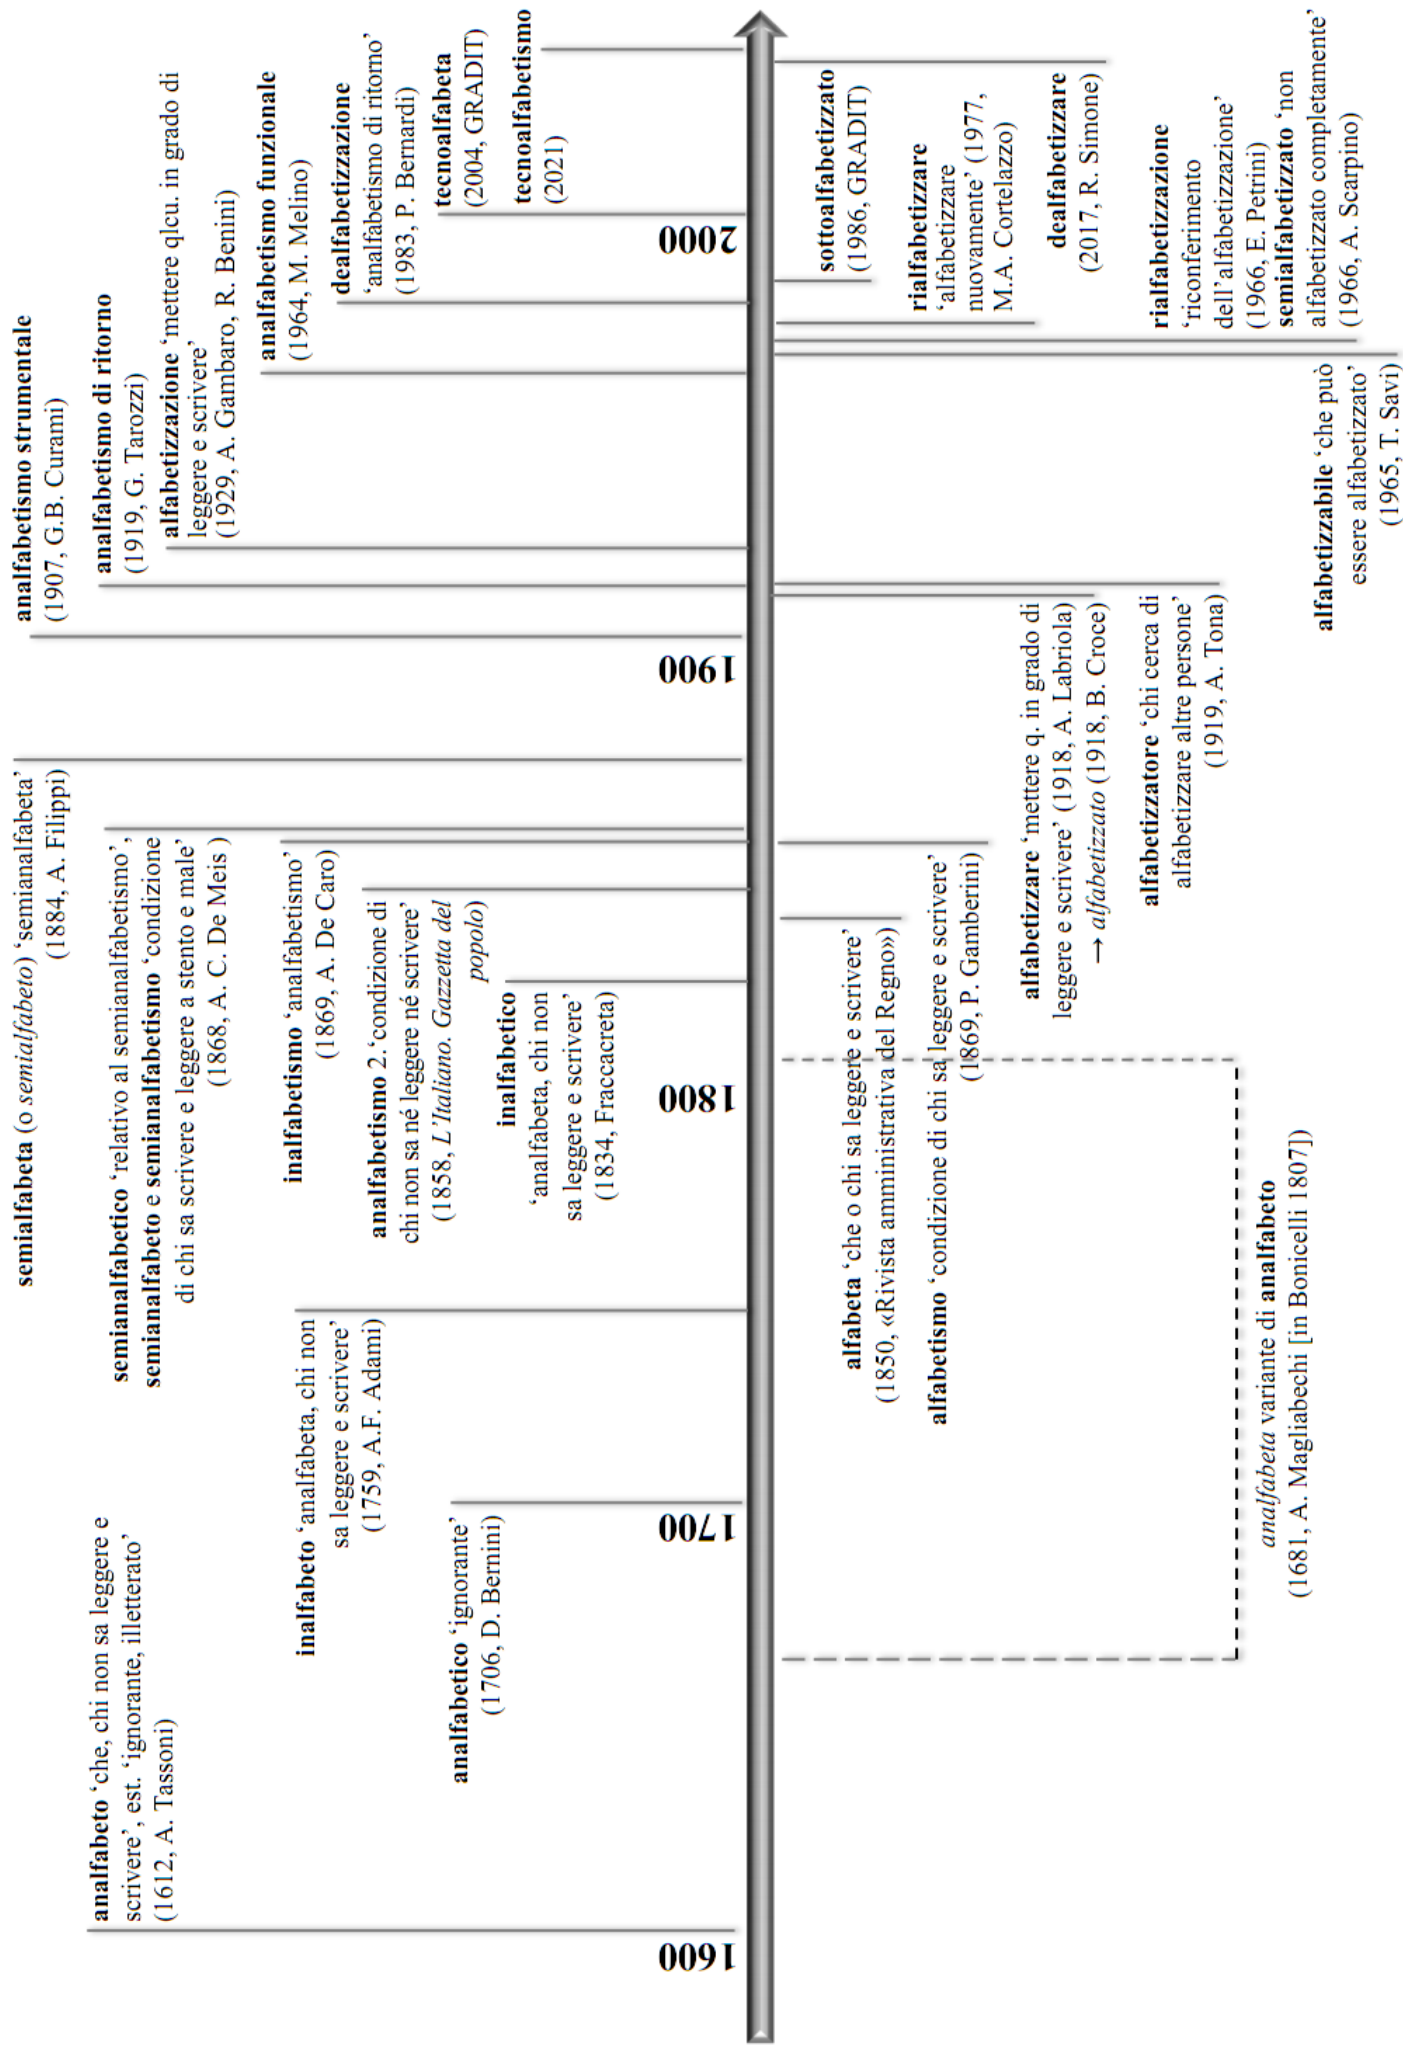 analfabeto ‘che, chi non sa leggere e
scrivere’, est. ‘ignorante, illetterato’
(1612, A. Tassoni)
analfabetico ‘ignorante’
(1706, D. Bernini)
inalfabeto ‘analfabeta, chi non
sa leggere e scrivere’
(1759, A.F. Adami)
semialfabeta (o semialfabeto) ‘semianalfabeta’
(1884, A. Filippi)
semianalfabetico ‘relativo al semianalfabetismo’,
semianalfabeto e semianalfabetismo ‘condizione
di chi sa scrivere e leggere a stento e male’
(1868, A. C. De Meis )
inalfabetismo ‘analfabetismo’
(1869, A. De Caro)
analfabetismo 2.‘condizione di
chi non sa né leggere né scrivere’
(1858, L’Italiano. Gazzetta del
popolo)
inalfabetico
‘analfabeta, chi non
sa leggere e scrivere’
(1834, Fraccacreta)
analfabetismo strumentale
(1907, G.B. Curami)
analfabetismo di ritorno
(1919, G. Tarozzi)
alfabetizzazione ‘mettere qlcu. in grado di
leggere e scrivere’
(1929, A. Gambaro, R. Benini)
analfabetismo funzionale
(1964, M. Melino)
dealfabetizzazione
‘analfabetismo di ritorno’
(1983, P. Bernardi)
tecnoalfabeta
(2004, GRADIT)
tecnoalfabetismo
(2021)
1600
1700
1800
1900
2000
analfabeta variante di analfabeto
(1681, A. Magliabechi [in Bonicelli 1807])
alfabeta ‘che o chi sa leggere e scrivere’
(1850, «Rivista amministrativa del Regno»)
alfabetismo ‘condizione di chi sa leggere e scrivere’
(1869, P. Gamberini)
alfabetizzare ‘mettere q. in grado di
leggere e scrivere’ (1918, A. Labriola)
→ alfabetizzato (1918, B. Croce)
alfabetizzatore ‘chi cerca di
alfabetizzare altre persone’
(1919, A. Tona)
alfabetizzabile ‘che può
essere alfabetizzato’
(1965, T. Savi)
sottoalfabetizzato
(1986, GRADIT)
rialfabetizzare
‘alfabetizzare
nuovamente’ (1977,
M.A. Cortelazzo)
dealfabetizzare
(2017, R. Simone)
rialfabetizzazione
‘riconferimento
dell’alfabetizzazione’
(1966, E. Petrini)
semialfabetizzato ‘non
alfabetizzato completamente’
(1966, A. Scarpino)